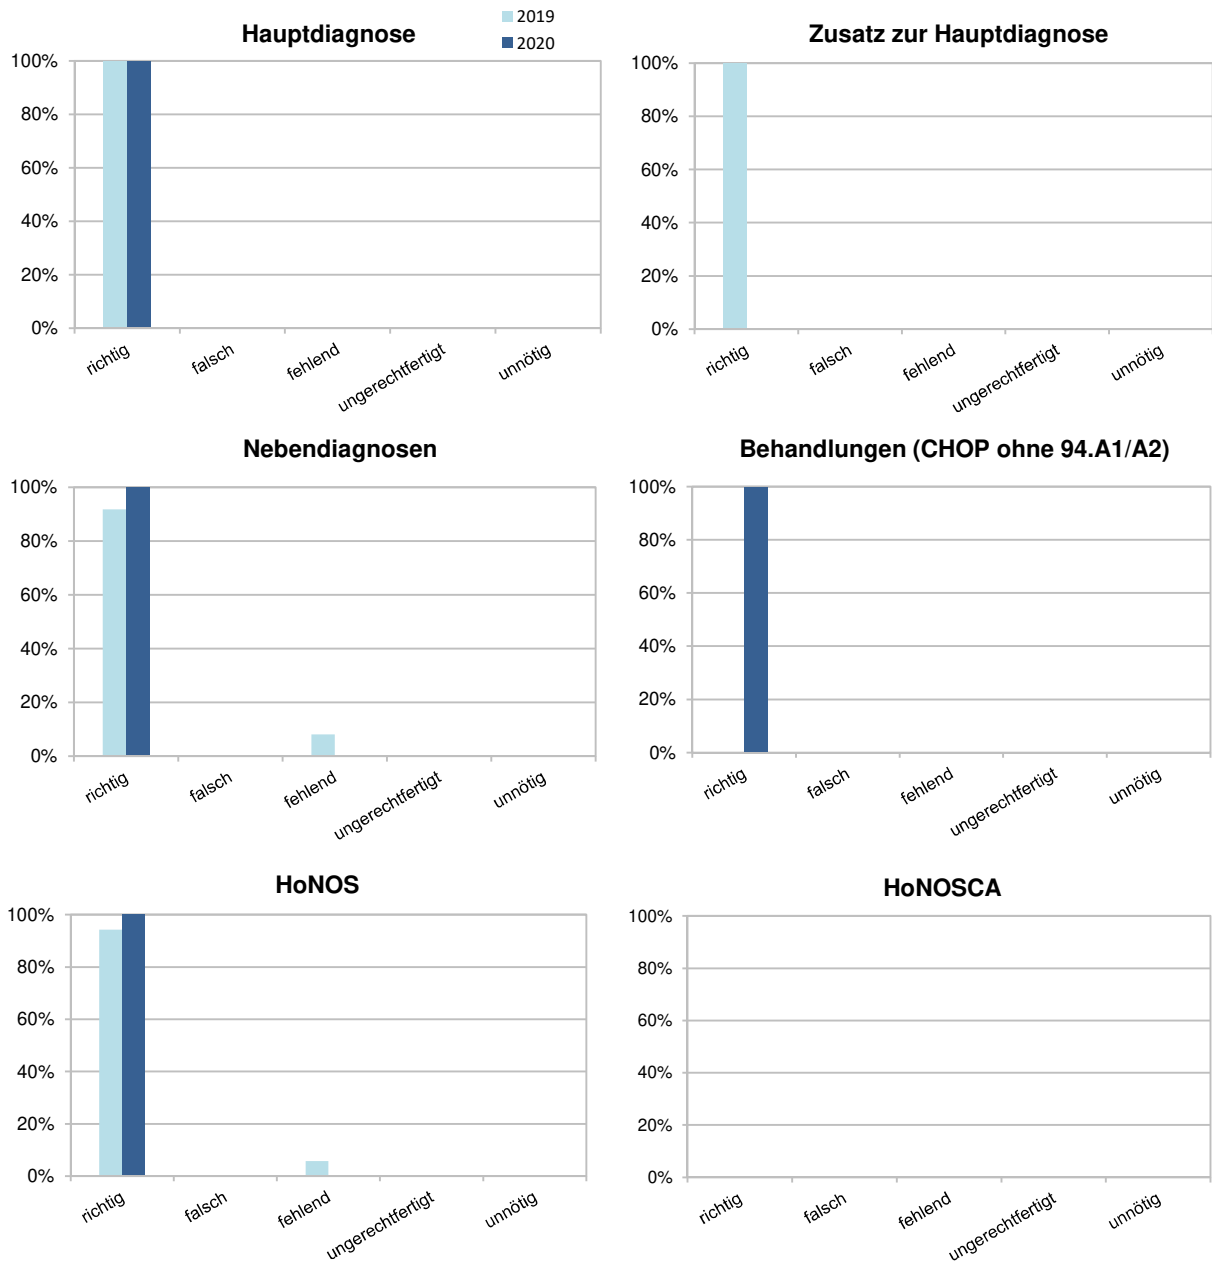 Hauptdiagnose
2019
2020
100%
80%
60%
40%
20%
0%
richtig
falsch
fehlend
ungerechtfertigt
unnötig
Zusatz zur Hauptdiagnose
100%
80%
60%
40%
20%
0%
richtig
falsch
fehlend
ungerechtfertigt
unnötig
Nebendiagnosen
100%
80%
60%
40%
20%
0%
richtig
falsch
fehlend
ungerechtfertigt
unnötig
Behandlungen (CHOP ohne 94.A1/A2)
100%
80%
60%
40%
20%
0%
richtig
falsch
fehlend
ungerechtfertigt
unnötig
HoNOS
100%
80%
60%
40%
20%
0%
richtig
falsch
fehlend
ungerechtfertigt
unnötig
HoNOSCA
100%
80%
60%
40%
20%
0%
richtig
falsch
fehlend
ungerechtfertigt
unnötig